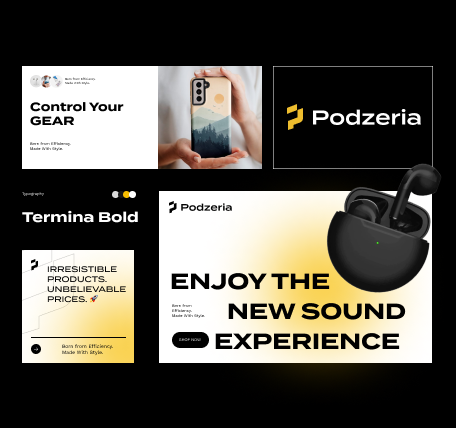 Born from Efficiency.
Made With Style.
Control Your
GEAR
Born from Efficiency.
Made With Style.
Podzeria
Typography
Termina Bold
IRRESISTIBLE
PRODUCTS.
UNBELIEVABLE
PRICES. 🚀
Born from Efficiency.
Made With Style.
Podzeria
ENJOY THE
NEW SOUND
EXPERIENCE
Born from
Efficiency.
Made With Style.
SHOP NOW